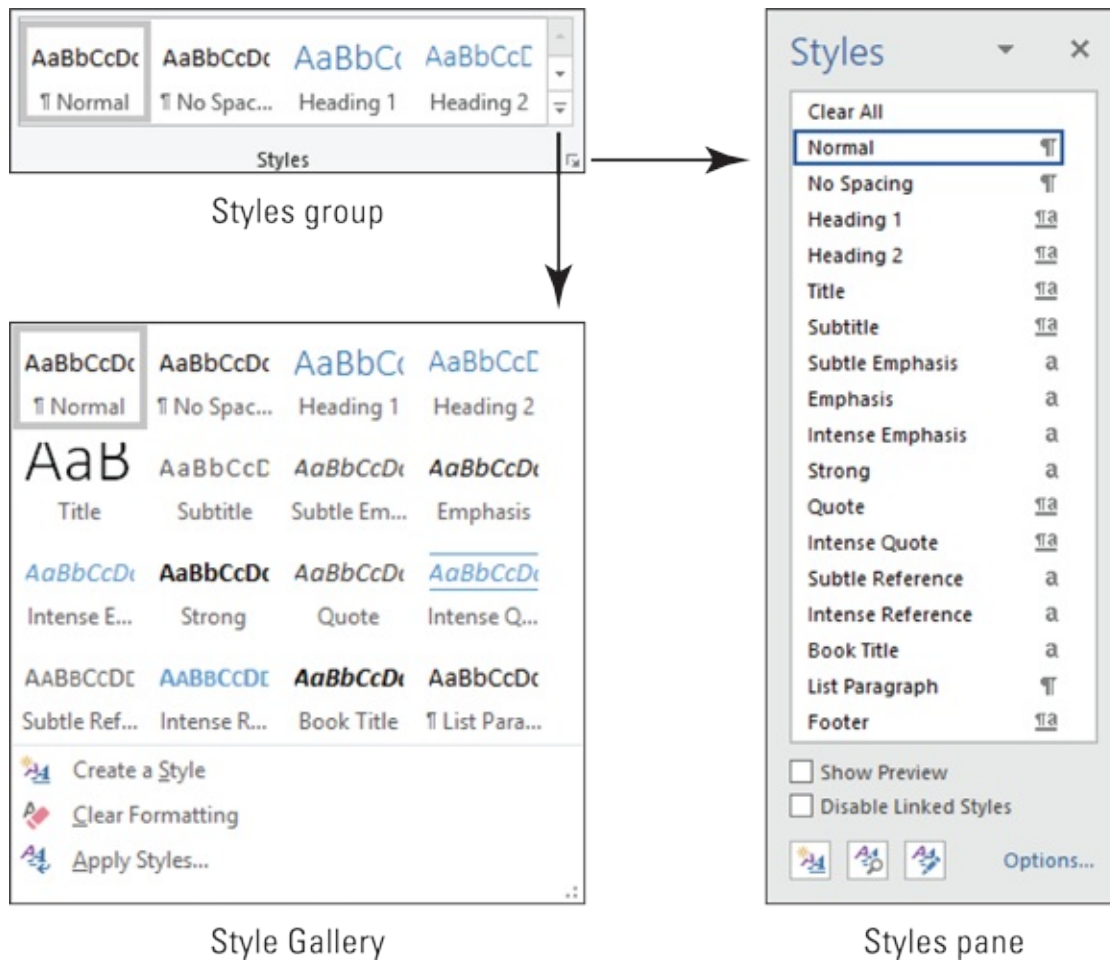 AaBbCcDc AaBbCcDc AaBbCc AaBbCcD
¶ Normal ¶ No Spac... Heading 1 Heading 2
Styles
Styles group
AaBbCcDc AaBbCcDc AaBbCc AaBbCcD
¶ Normal ¶ No Spac... Heading 1 Heading 2
AaB AaBbCcD AaBbCcDc AaBbCcDc
Title Subtitle Subtle Em... Emphasis
AaBbCcDc AaBbCcDc AaBbCcDc AaBbCcDc
Intense E... Strong Quote Intense Q...
AABBCCDD AABBCCDD AaBbCcDc AaBbCcDc
Subtle Ref... Intense R... Book Title ¶ List Para...
Create a Style
Clear Formatting
Apply Styles...
Style Gallery
Styles
Clear All
Normal ¶
No Spacing ¶
Heading 1 ¶a
Heading 2 ¶a
Title ¶a
Subtitle ¶a
Subtle Emphasis a
Emphasis a
Intense Emphasis a
Strong a
Quote ¶a
Intense Quote ¶a
Subtle Reference a
Intense Reference a
Book Title a
List Paragraph ¶
Footer ¶a
Show Preview
Disable Linked Styles
Options...
Styles pane